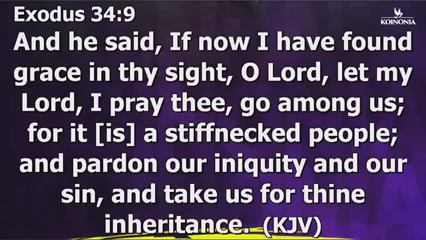 Exodus 34:9
KOINONIA
And he said, If now I have found
grace in thy sight, O Lord, let my
Lord, I pray thee, go among us;
for it [is] a stiffnecked people;
and pardon our iniquity and our
sin, and take us for thine
inheritance. (KJV)